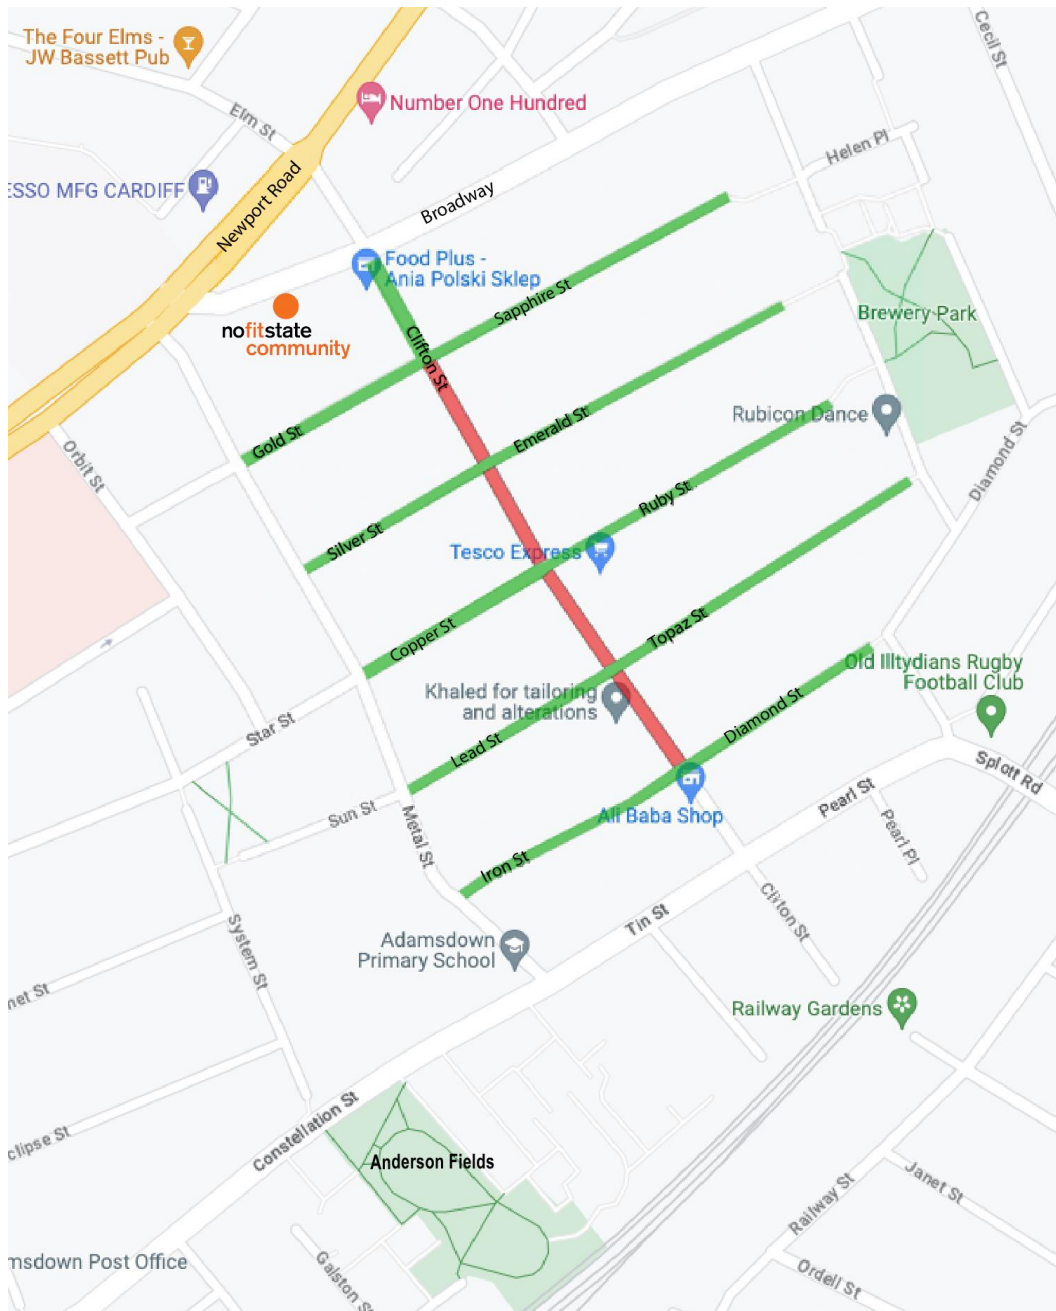 The Four Elms -
JW Bassett Pub
Cecil St
Number One Hundred
Elm St
Helen Pl
ESSO MFG CARDIFF
Newport Road
Broadway
Food Plus -
Ania Polski Sklep
Sapphire St
nofitstate
community
Clifton St
Brewery Park
Rubicon Dance
Emerald St
Gold St
Orbit St
Diamond St
Ruby St
Silver St
Tesco Express
Copper St
Topaz St
Old Illtydians Rugby
Football Club
Khaled for tailoring
and alterations
Diamond St
Star St
Lead St
Splott Rd
Ali Baba Shop
Pearl St
Sun St
Metal St
Pearl Pl
Iron St
Clifton St
Tin St
System St
Adamsdown
Primary School
net St
Railway Gardens
Constellation St
clipse St
Anderson Fields
Janet St
Railway St
msdown Post Office
Galston St
Ordell St